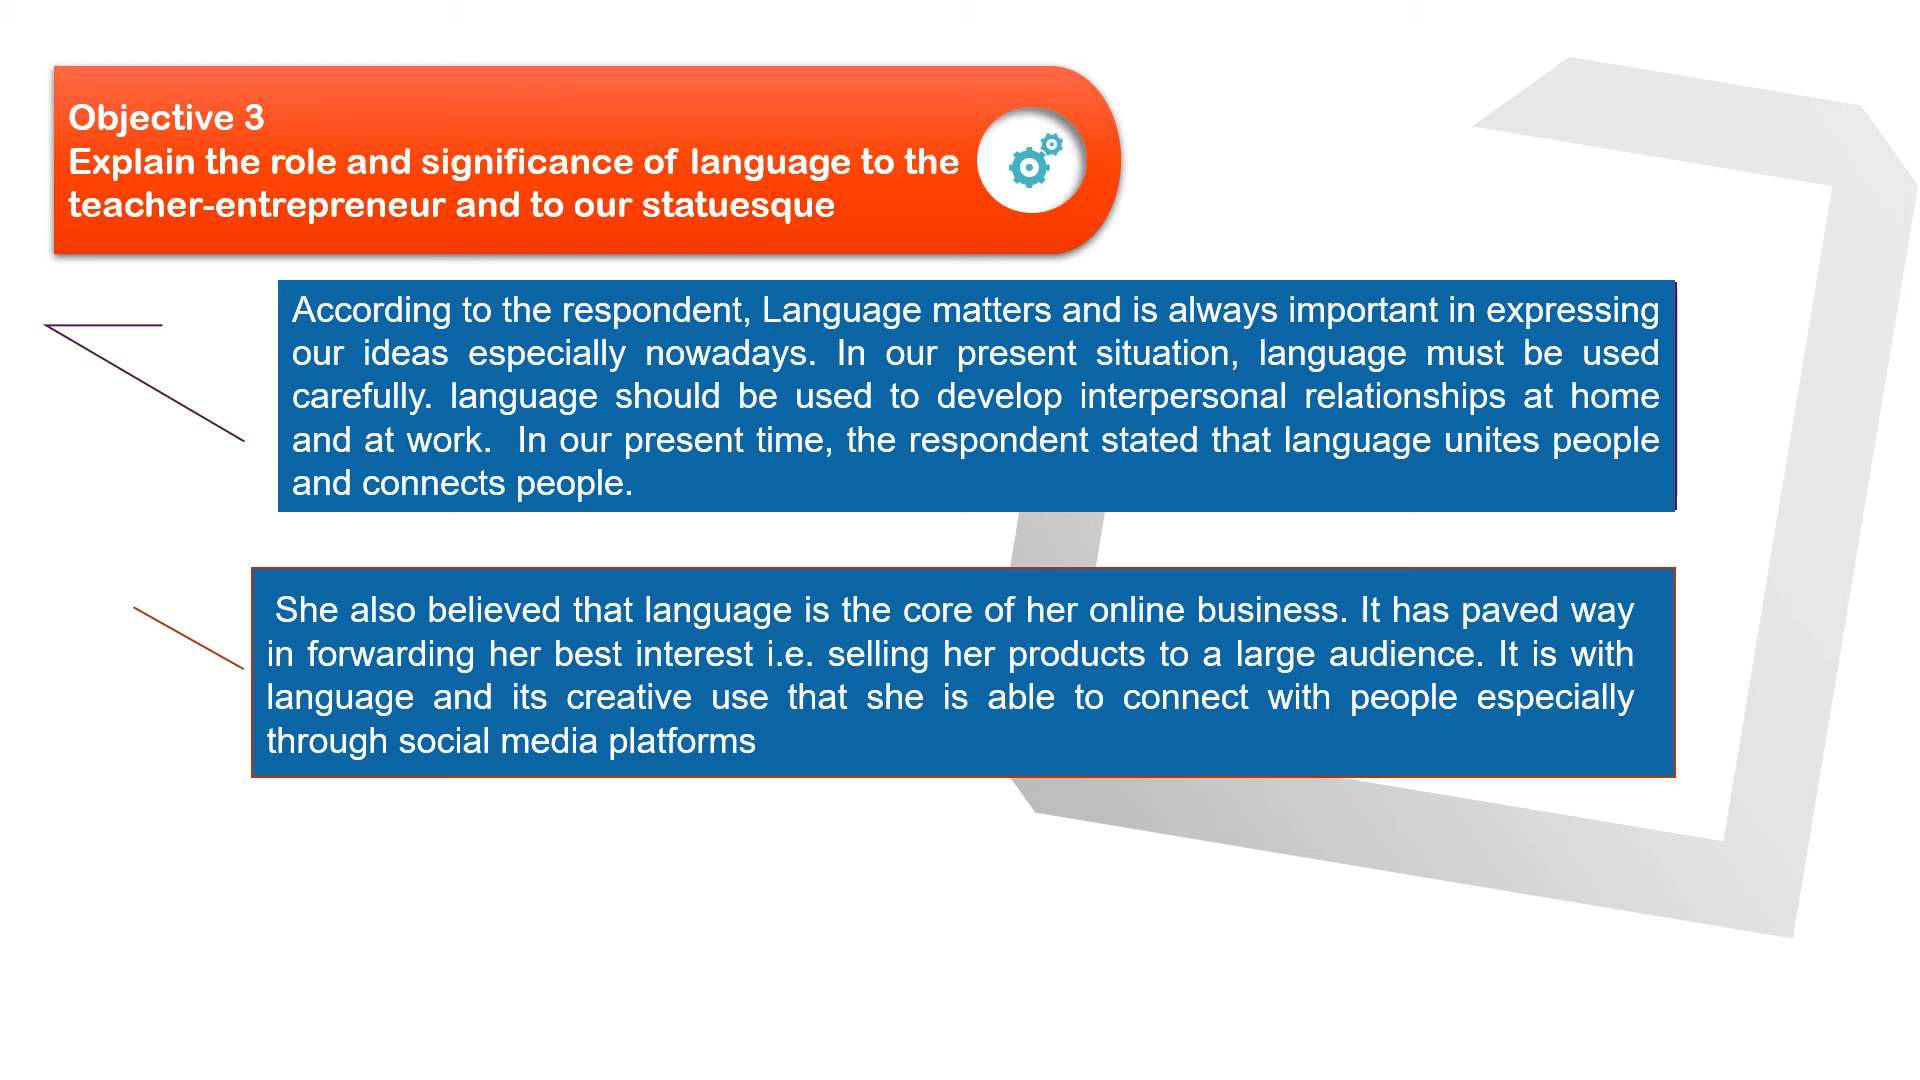 Objective 3
Explain the role and significance of language to the
teacher-entrepreneur and to our statuesque
According to the respondent, Language matters and is always important in expressing
our ideas especially nowadays. In our present situation, language must be used
carefully. language should be used to develop interpersonal relationships at home
and at work.  In our present time, the respondent stated that language unites people
and connects people.
She also believed that language is the core of her online business. It has paved way
in forwarding her best interest i.e. selling her products to a large audience. It is with
language and its creative use that she is able to connect with people especially
through social media platforms